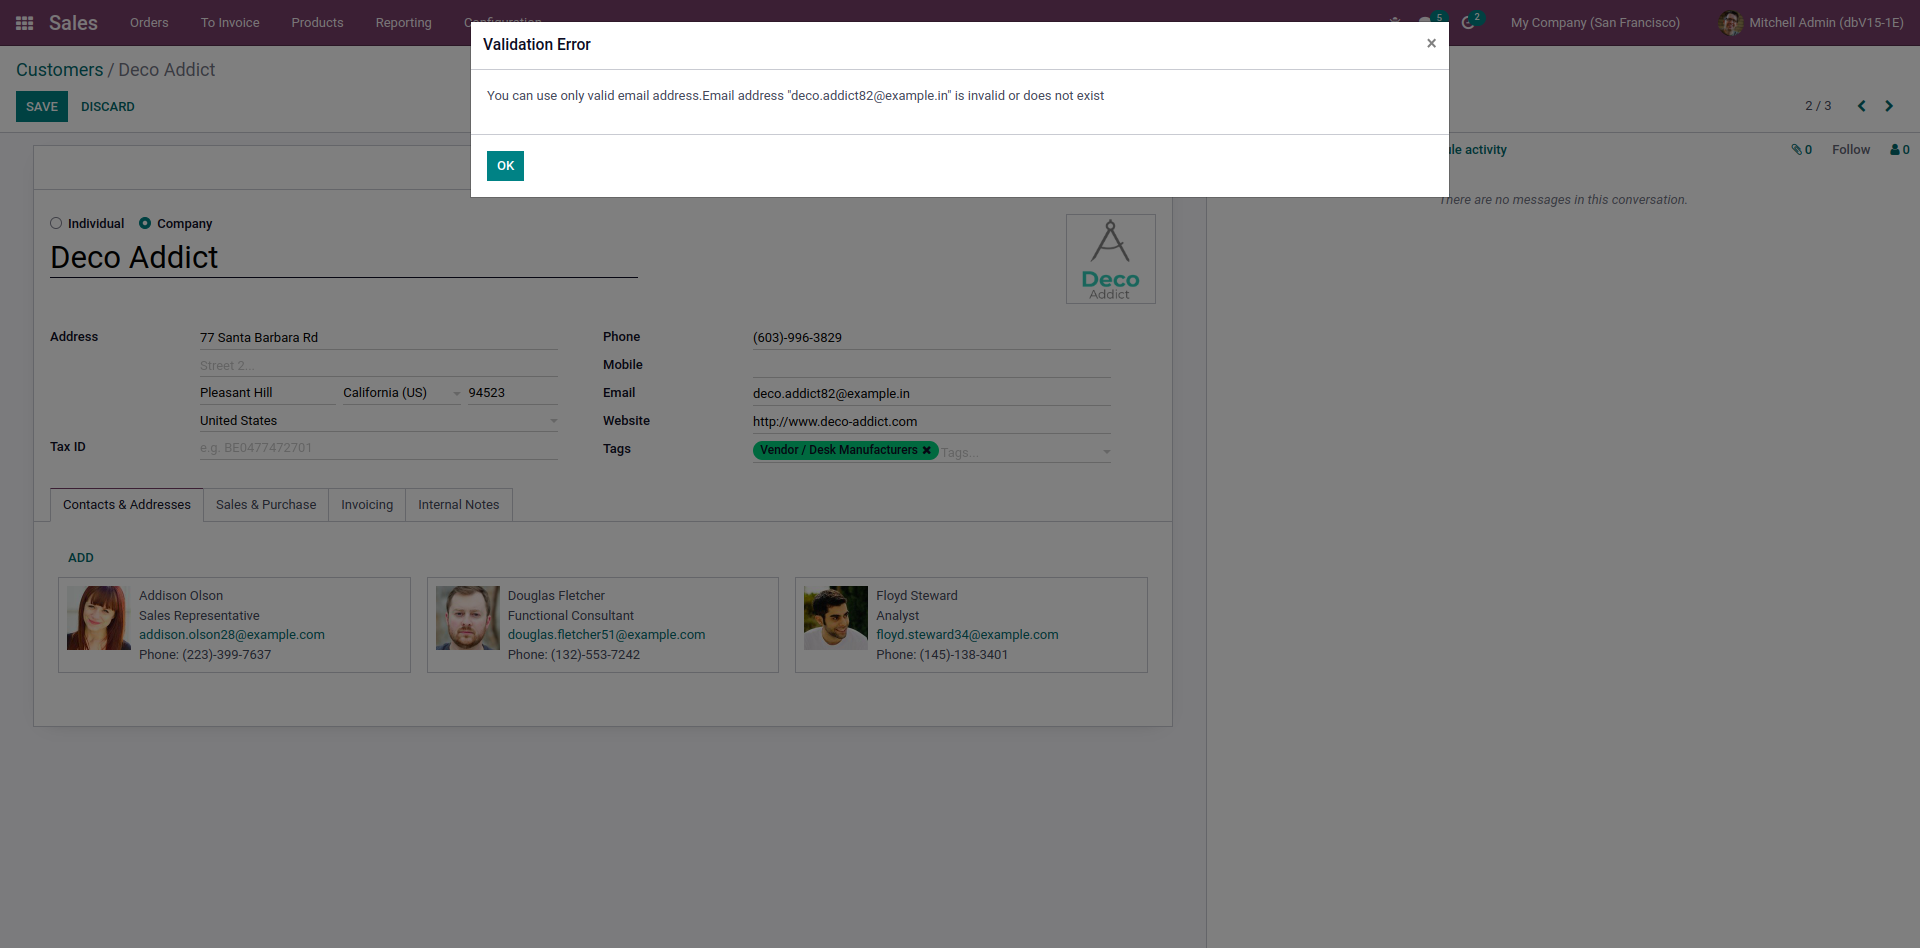 Sales
Orders
To Invoice
Products
Reporting
Configuration
5
2
My Company (San Francisco)
Mitchell Admin (dbV15-1E)
Validation Error
×
You can use only valid email address.Email address "deco.addict82@example.in" is invalid or does not exist
OK
Customers / Deco Addict
SAVE
DISCARD
2 / 3
activity
0
Follow
0
There are no messages in this conversation.
Individual
Company
Deco Addict
Deco
Addict
Address
77 Santa Barbara Rd
Street 2...
Pleasant Hill
California (US)
94523
United States
Tax ID
e.g. BE0477472701
Phone
(603)-996-3829
Mobile
Email
deco.addict82@example.in
Website
http://www.deco-addict.com
Tags
Vendor / Desk Manufacturers
Tags...
Contacts & Addresses
Sales & Purchase
Invoicing
Internal Notes
ADD
Addison Olson
Sales Representative
addison.olson28@example.com
Phone: (223)-399-7637
Douglas Fletcher
Functional Consultant
douglas.fletcher51@example.com
Phone: (132)-553-7242
Floyd Steward
Analyst
floyd.steward34@example.com
Phone: (145)-138-3401